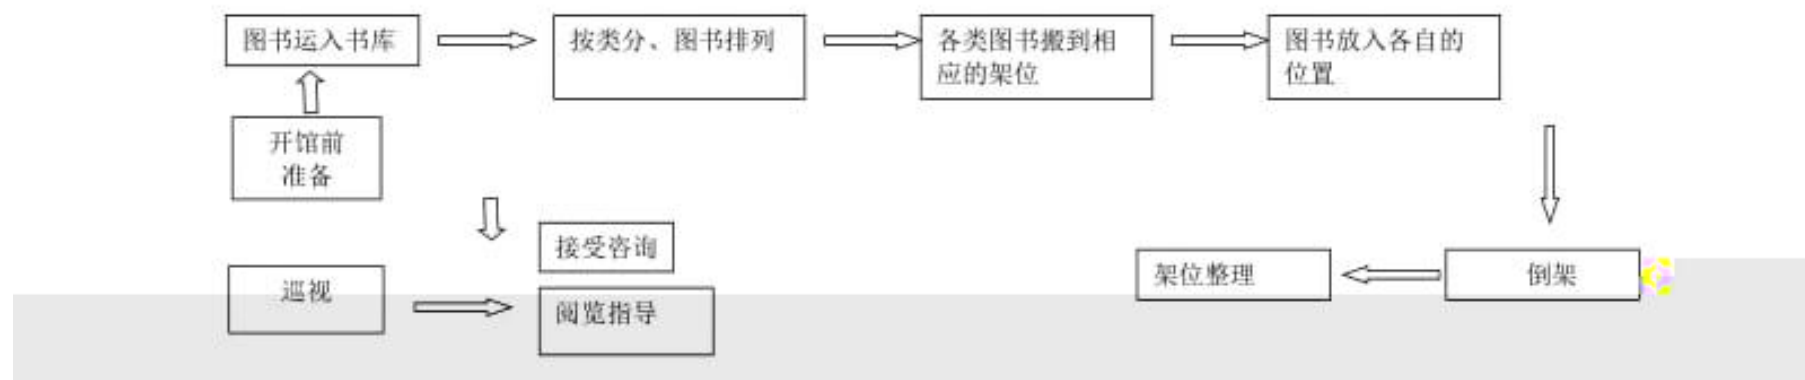 图书运入书库
按类分、图书排列
各类图书搬到相
应的架位
图书放入各自的
位置
开馆前
准备
接受咨询
巡视
阅览指导
架位整理
倒架